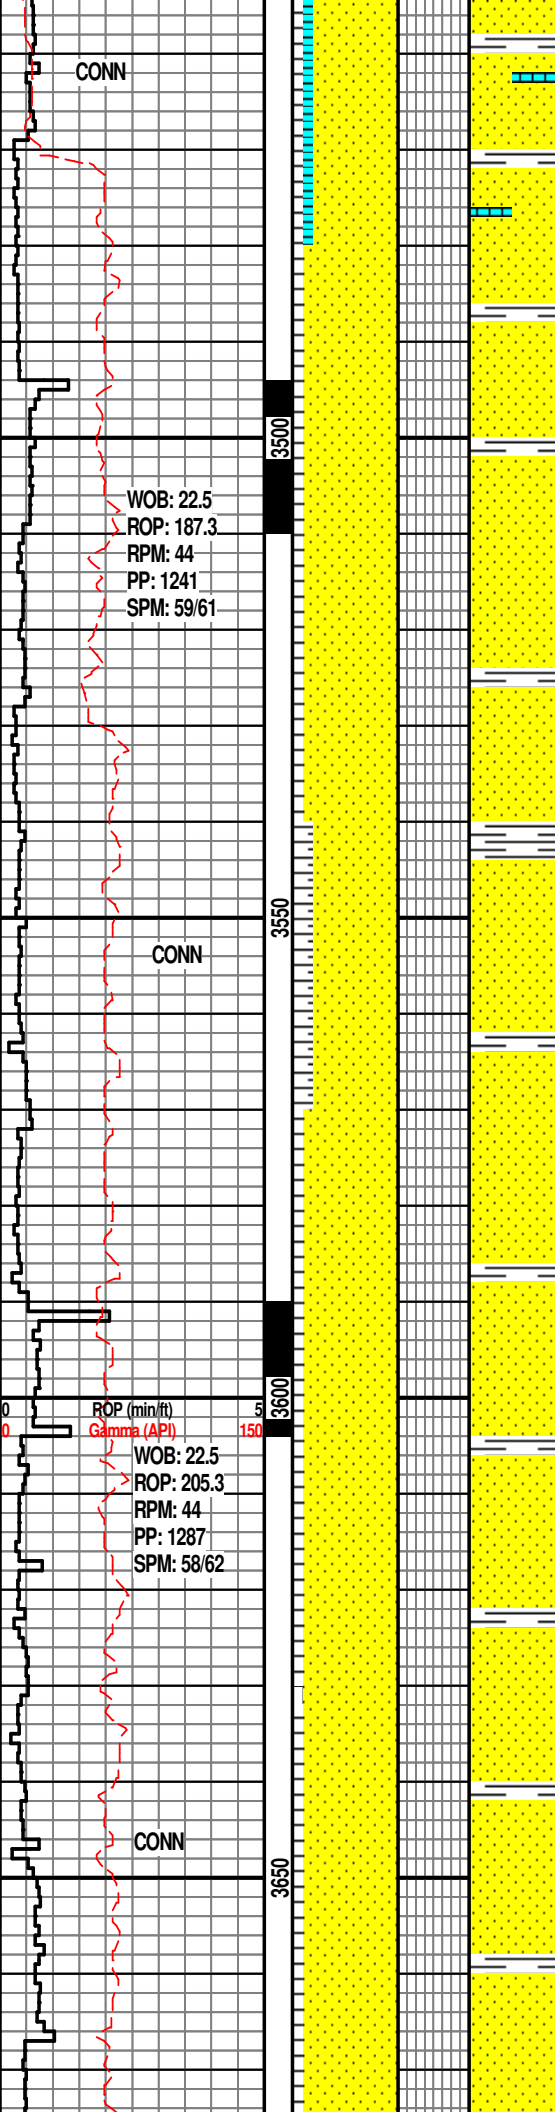 CONN
3500
WOB: 22.5
ROP: 187.3
RPM: 44
PP: 1241
SPM: 59/61
3550
CONN
3600
0 ROP (min/ft) 5
0 Gamma (API) 150
WOB: 22.5
ROP: 205.3
RPM: 44
PP: 1287
SPM: 58/62
CONN
3650